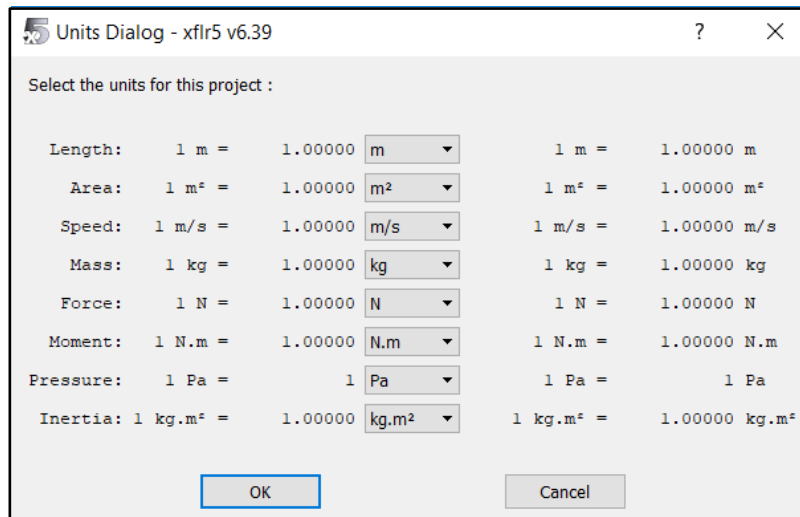 Units Dialog - xflr5 v6.39 ?
Select the units for this project :
Length: 1 m = 1.00000 m 1 m = 1.00000 m
Area: 1 m² = 1.00000 m² 1 m² = 1.00000 m²
Speed: 1 m/s = 1.00000 m/s 1 m/s = 1.00000 m/s
Mass: 1 kg = 1.00000 kg 1 kg = 1.00000 kg
Force: 1 N = 1.00000 N 1 N = 1.00000 N
Moment: 1 N.m = 1.00000 N.m 1 N.m = 1.00000 N.m
Pressure: 1 Pa = 1 Pa 1 Pa = 1 Pa
Inertia: 1 kg.m² = 1.00000 kg.m² 1 kg.m² = 1.00000 kg.m²
OK Cancel